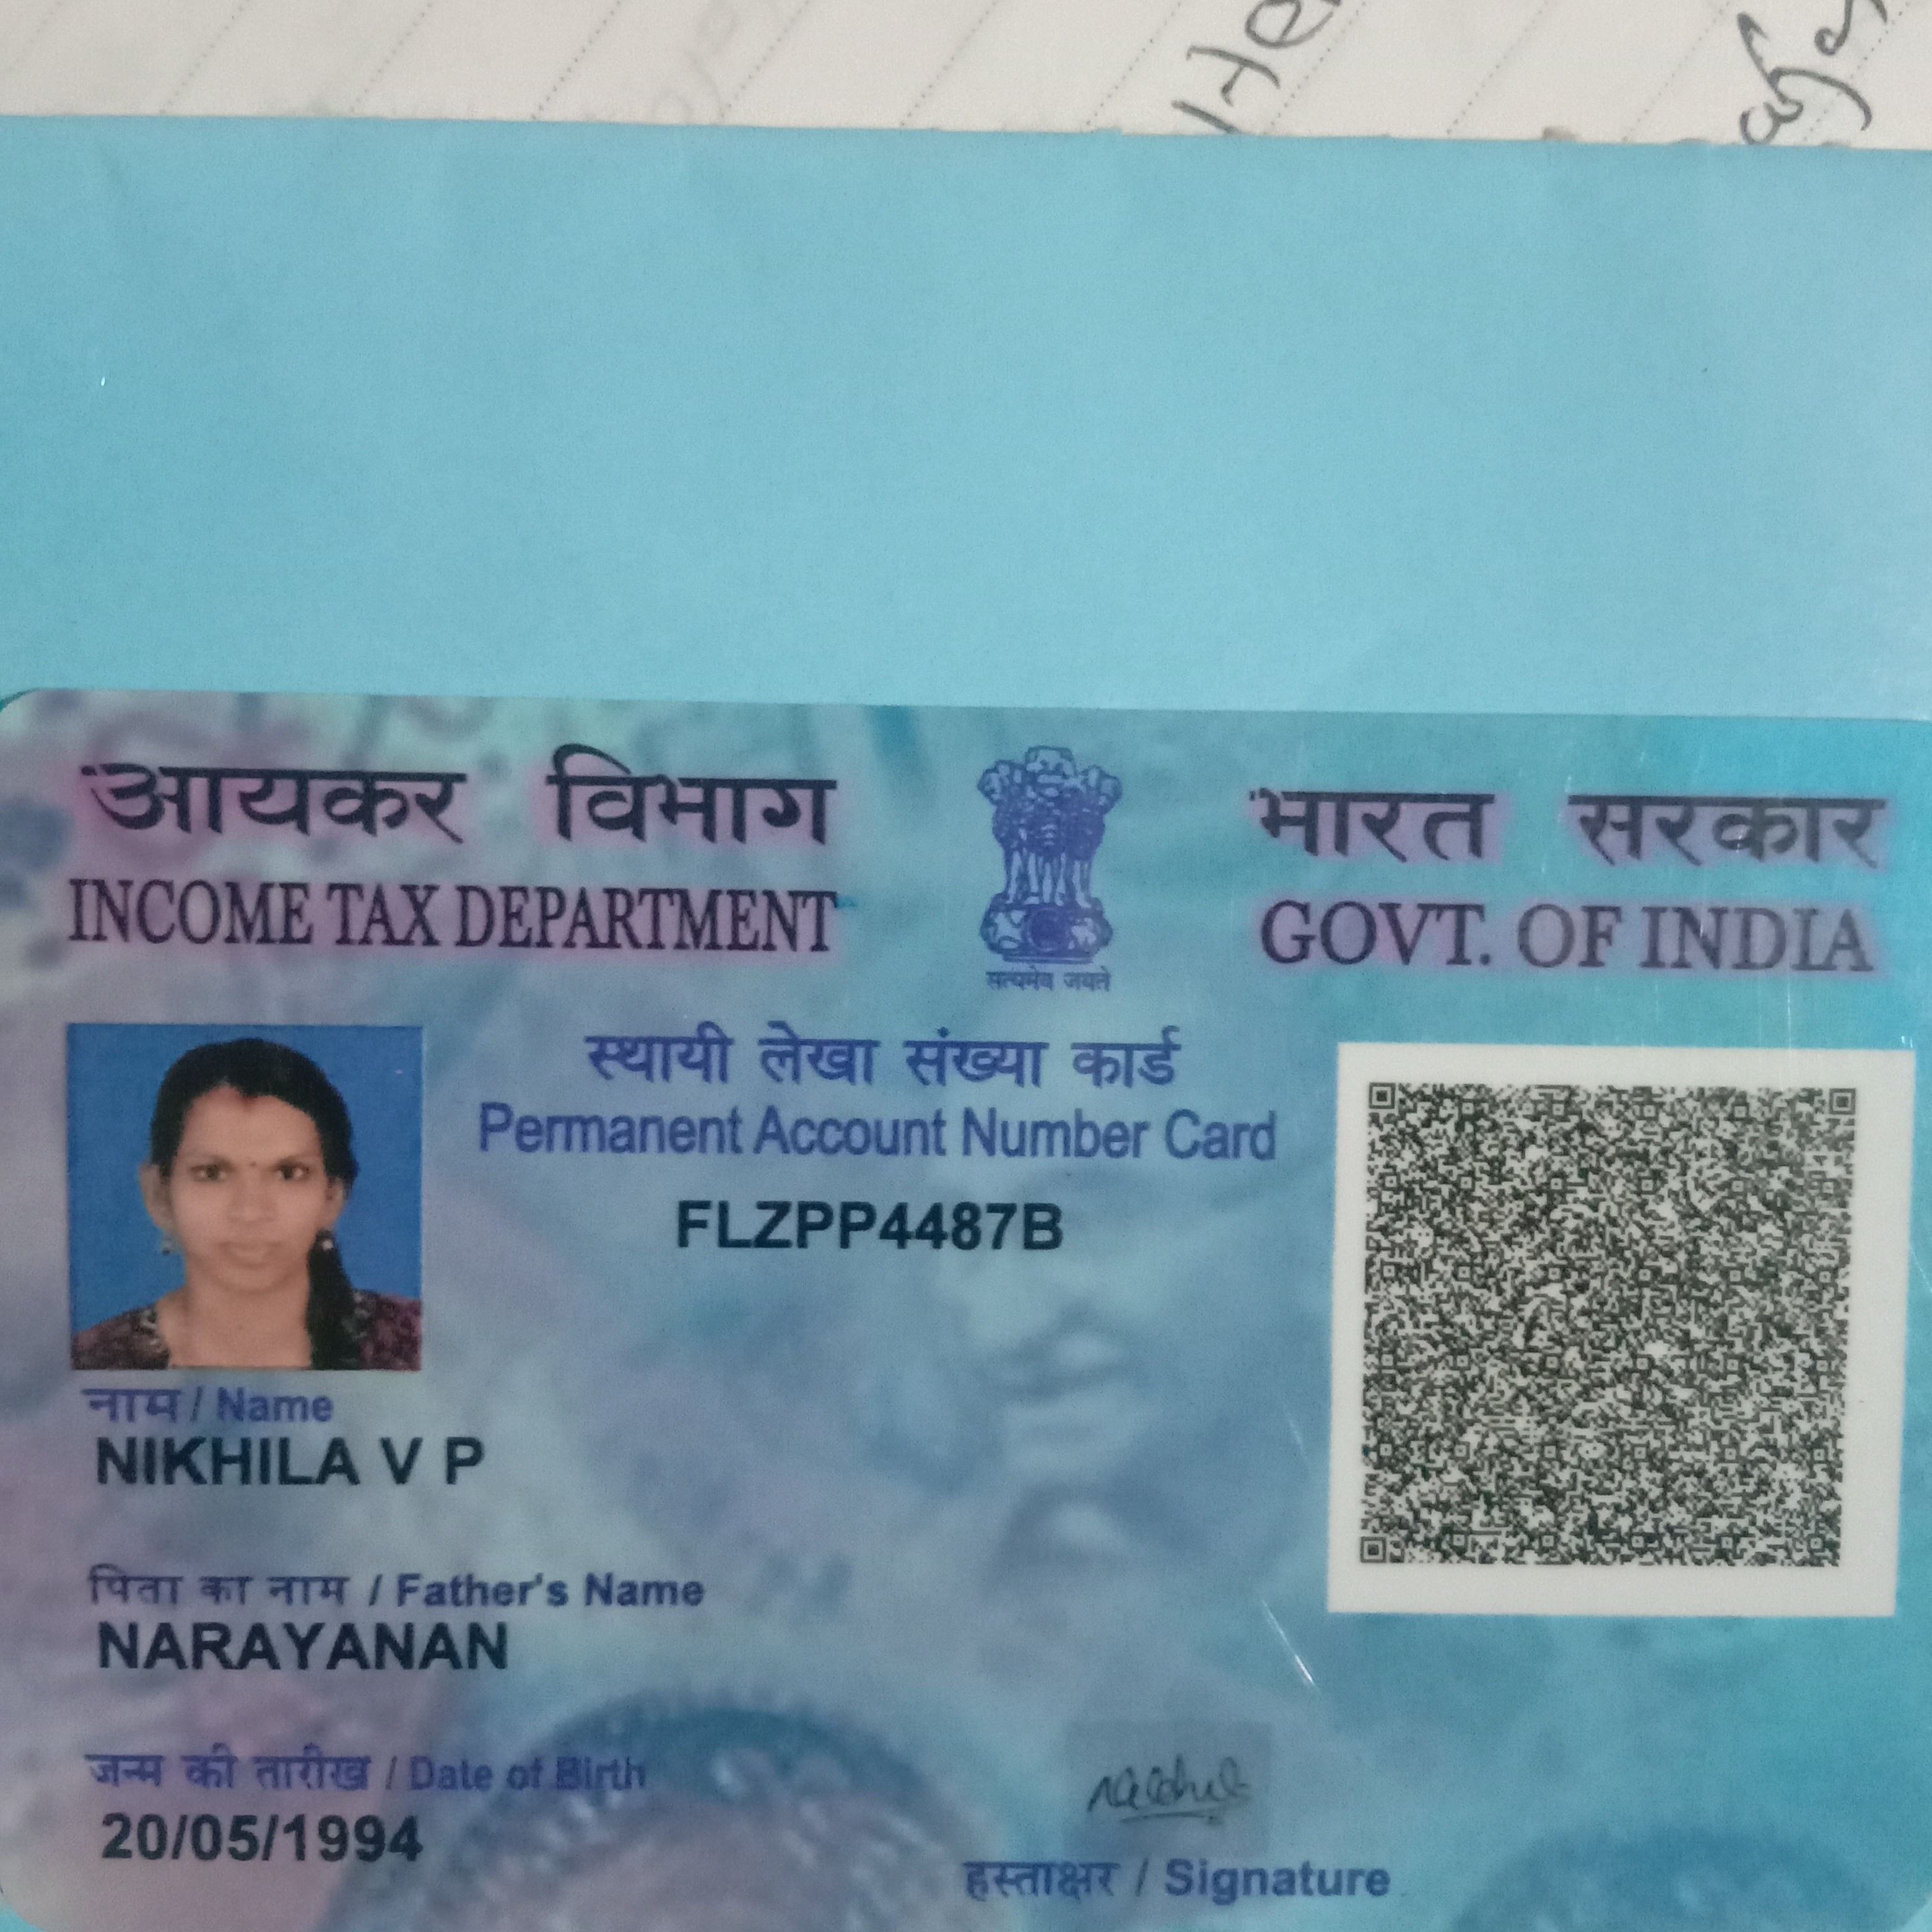 He
आयकर विभाग
INCOME TAX DEPARTMENT
सत्यमेव जयते
भारत सरकार
GOVT. OF INDIA
स्थायी लेखा संख्या कार्ड
Permanent Account Number Card
FLZPP4487B
नाम / Name
NIKHILA V P
पिता का नाम / Father's Name
NARAYANAN
जन्म की तारीख / Date of Birth
20/05/1994
हस्ताक्षर / Signature